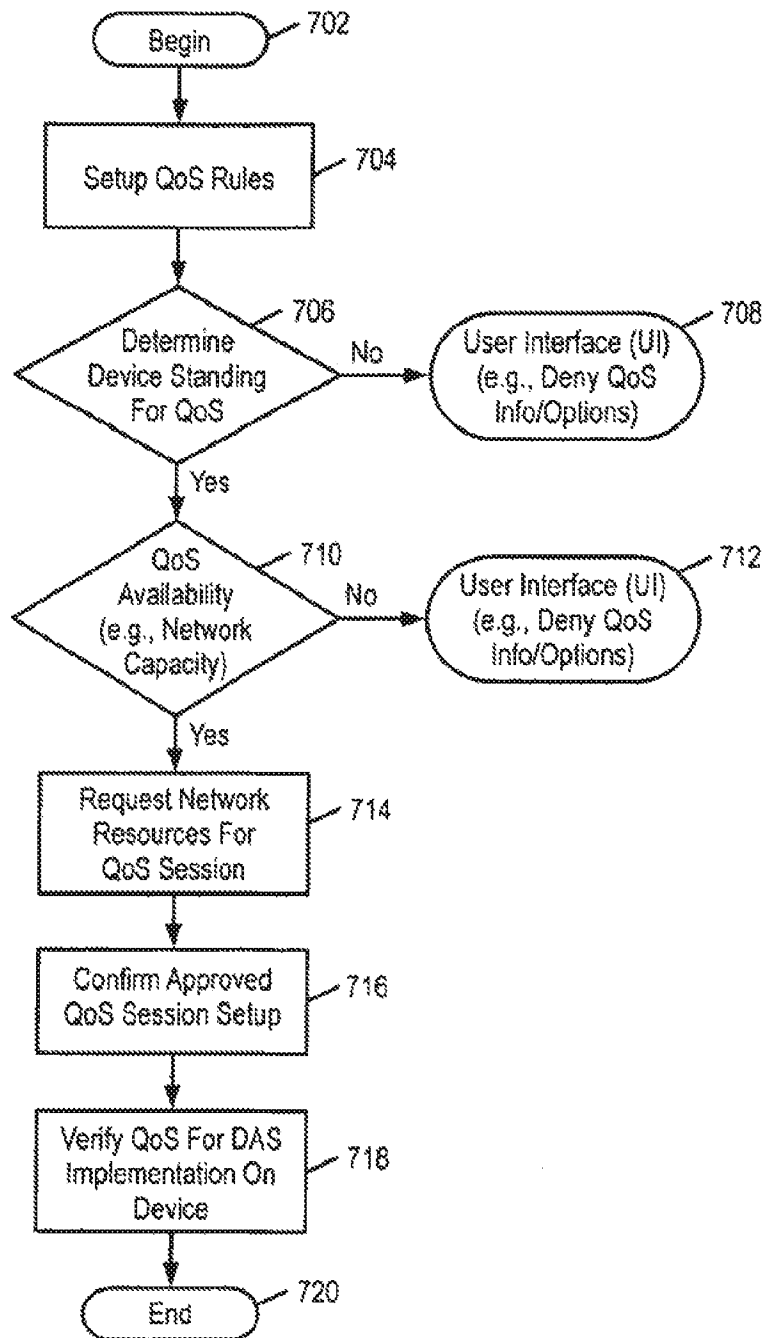 Begin
702
Setup QoS Rules
704
706
Determine
Device Standing
For QoS
No
708
User Interface (UI)
(e.g., Deny QoS
Info/Options)
Yes
710
QoS
Availability
(e.g., Network
Capacity)
No
712
User Interface (UI)
(e.g., Deny QoS
Info/Options)
Yes
Request Network
Resources For
QoS Session
714
Confirm Approved
QoS Session Setup
716
Verify QoS For DAS
Implementation On
Device
718
End
720